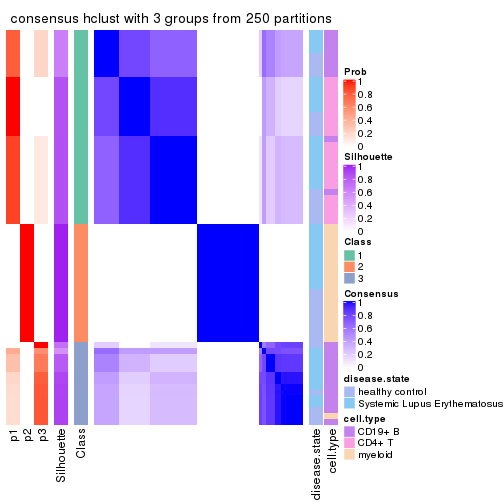 consensus hclust with 3 groups from 250 partitions
Prob
1
0.8
0.6
0.4
0.2
0
Silhouette
1
0.8
0.6
0.4
0.2
0
Class
1
2
3
Consensus
1
0.8
0.6
0.4
0.2
0
disease.state
healthy control
Systemic Lupus Erythematosus
cell.type
CD19+ B
CD4+ T
myeloid
p1
p2
p3
Silhouette
Class
disease.state
cell.type